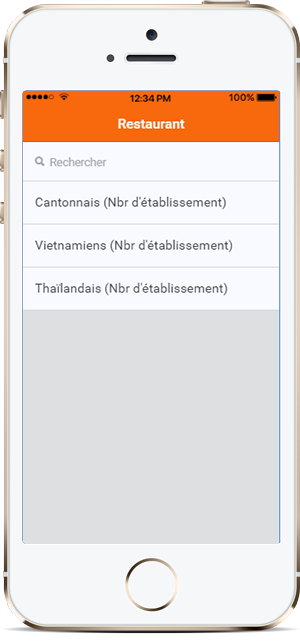 12:34 PM 100%
Restaurant
Rechercher
Cantonnais (Nbr d'établissement)
Vietnamiens (Nbr d'établissement)
Thaïlandais (Nbr d'établissement)